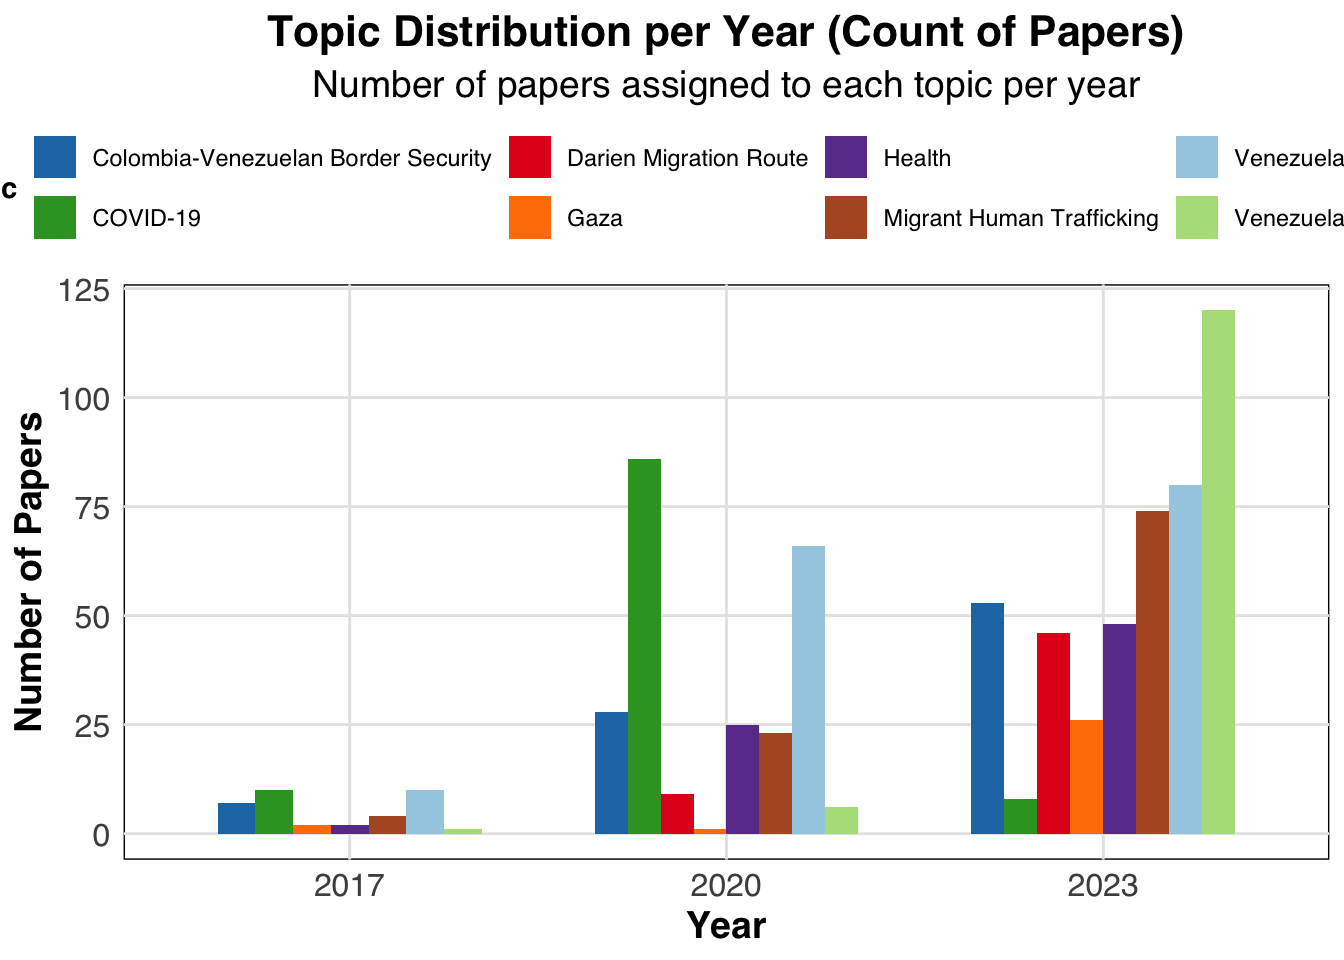 Topic Distribution per Year (Count of Papers)
Number of papers assigned to each topic per year
Colombia-Venezuelan Border Security Darien Migration Route Health Venezuela
c
COVID-19 Gaza Migrant Human Trafficking Venezuela
125
100
75
50
25
0
Number of Papers
2017 2020 2023
Year